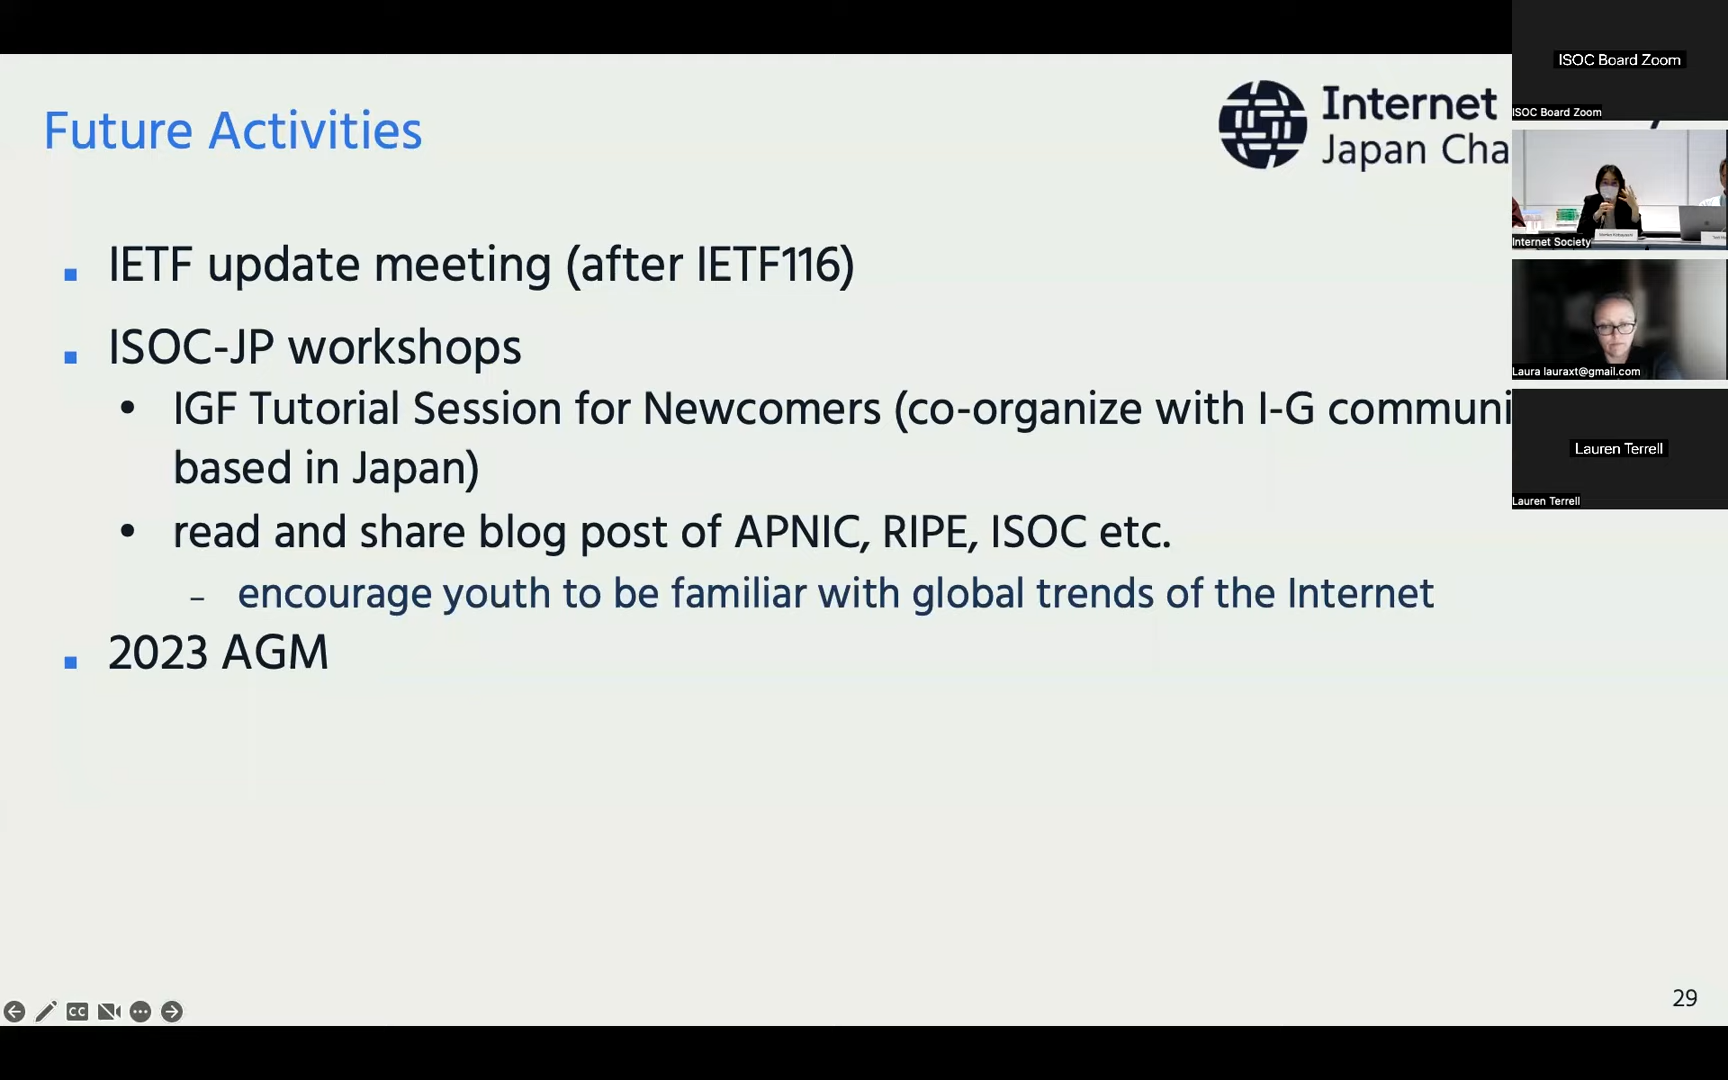 Future Activities
Internet
Japan Cha
IETF update meeting (after IETF116)
ISOC-JP workshops
IGF Tutorial Session for Newcomers (co-organize with I-G communi
based in Japan)
read and share blog post of APNIC, RIPE, ISOC etc.
– encourage youth to be familiar with global trends of the Internet
2023 AGM
29
CC
ISOC Board Zoom
ISOC Board Zoom
Internet Society
Laura lauraxt@gmail.com
Lauren Terrell
Lauren Terrell